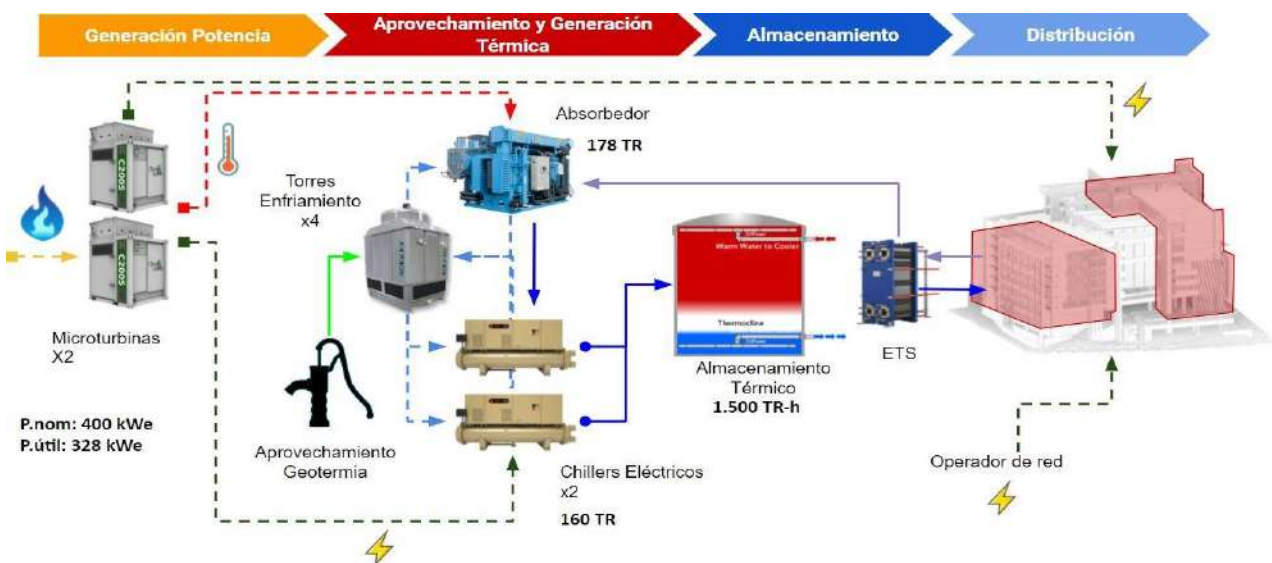 Generación Potencia
Aprovechamiento y Generación
Térmica
Almacenamiento
Distribución
Absorbedor
178 TR
Torres
Enfriamiento
x4
C200S
C200S
Microturbinas
X2
P.nom: 400 kWe
P.útil: 328 kWe
Aprovechamiento
Geotermia
Chillers Eléctricos
x2
160 TR
Warm Water to Cooler
Thermocline
Almacenamiento
Térmico
1.500 TR-h
ETS
Operador de red